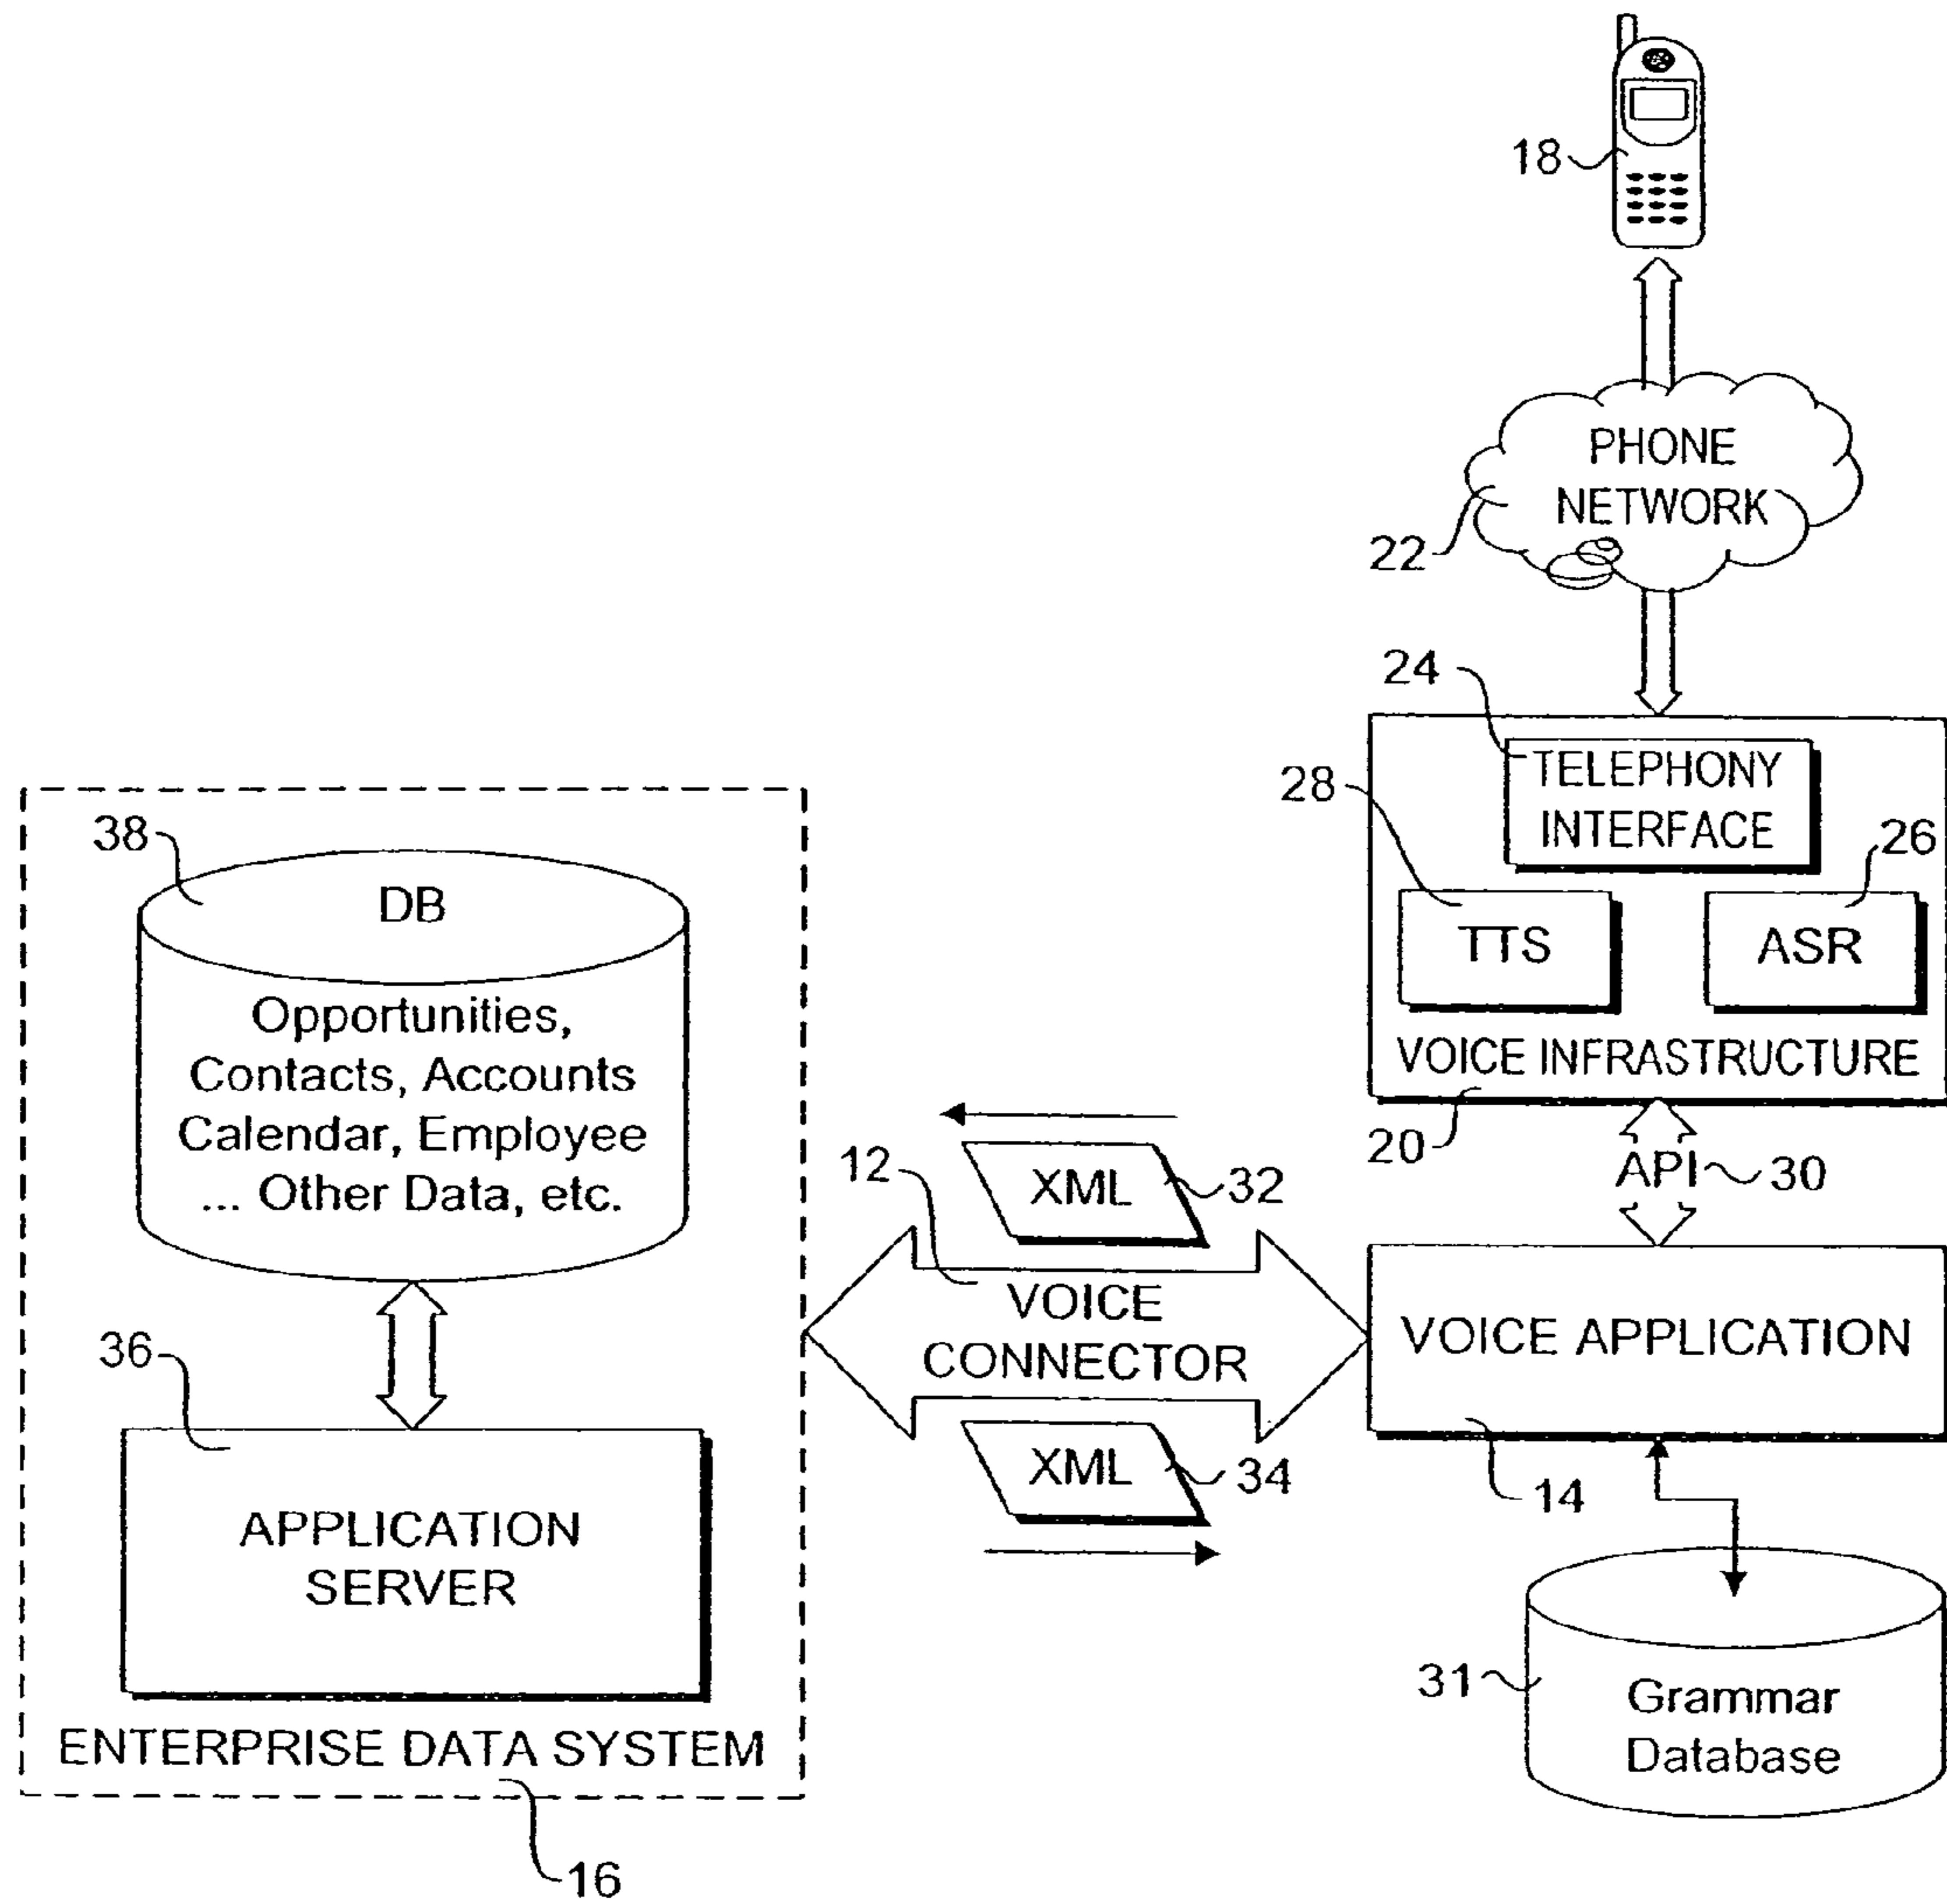 18
PHONE
NETWORK
22
24
TELEPHONY
INTERFACE
28
26
TTS
ASR
VOICE INFRASTRUCTURE
20
API
30
38
DB
Opportunities,
Contacts, Accounts
Calendar, Employee
... Other Data, etc.
36
APPLICATION
SERVER
ENTERPRISE DATA SYSTEM
16
XML
32
12
VOICE
CONNECTOR
XML
34
VOICE APPLICATION
14
31
Grammar
Database